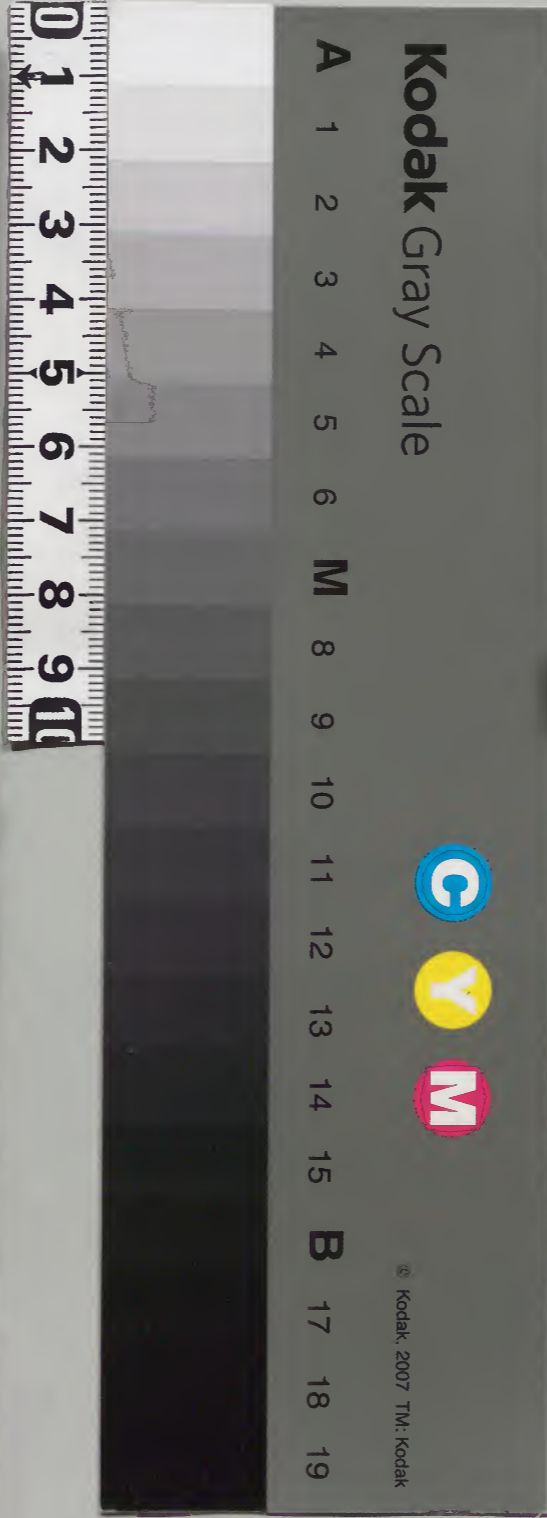 Kodak Gray Scale
C Y M
© Kodak, 2007 TM: Kodak
A 1 2 3 4 5 6 M 8 9 10 11 12 13 14 15 B 17 18 19
0 1 2 3 4 5 6 7 8 9 10